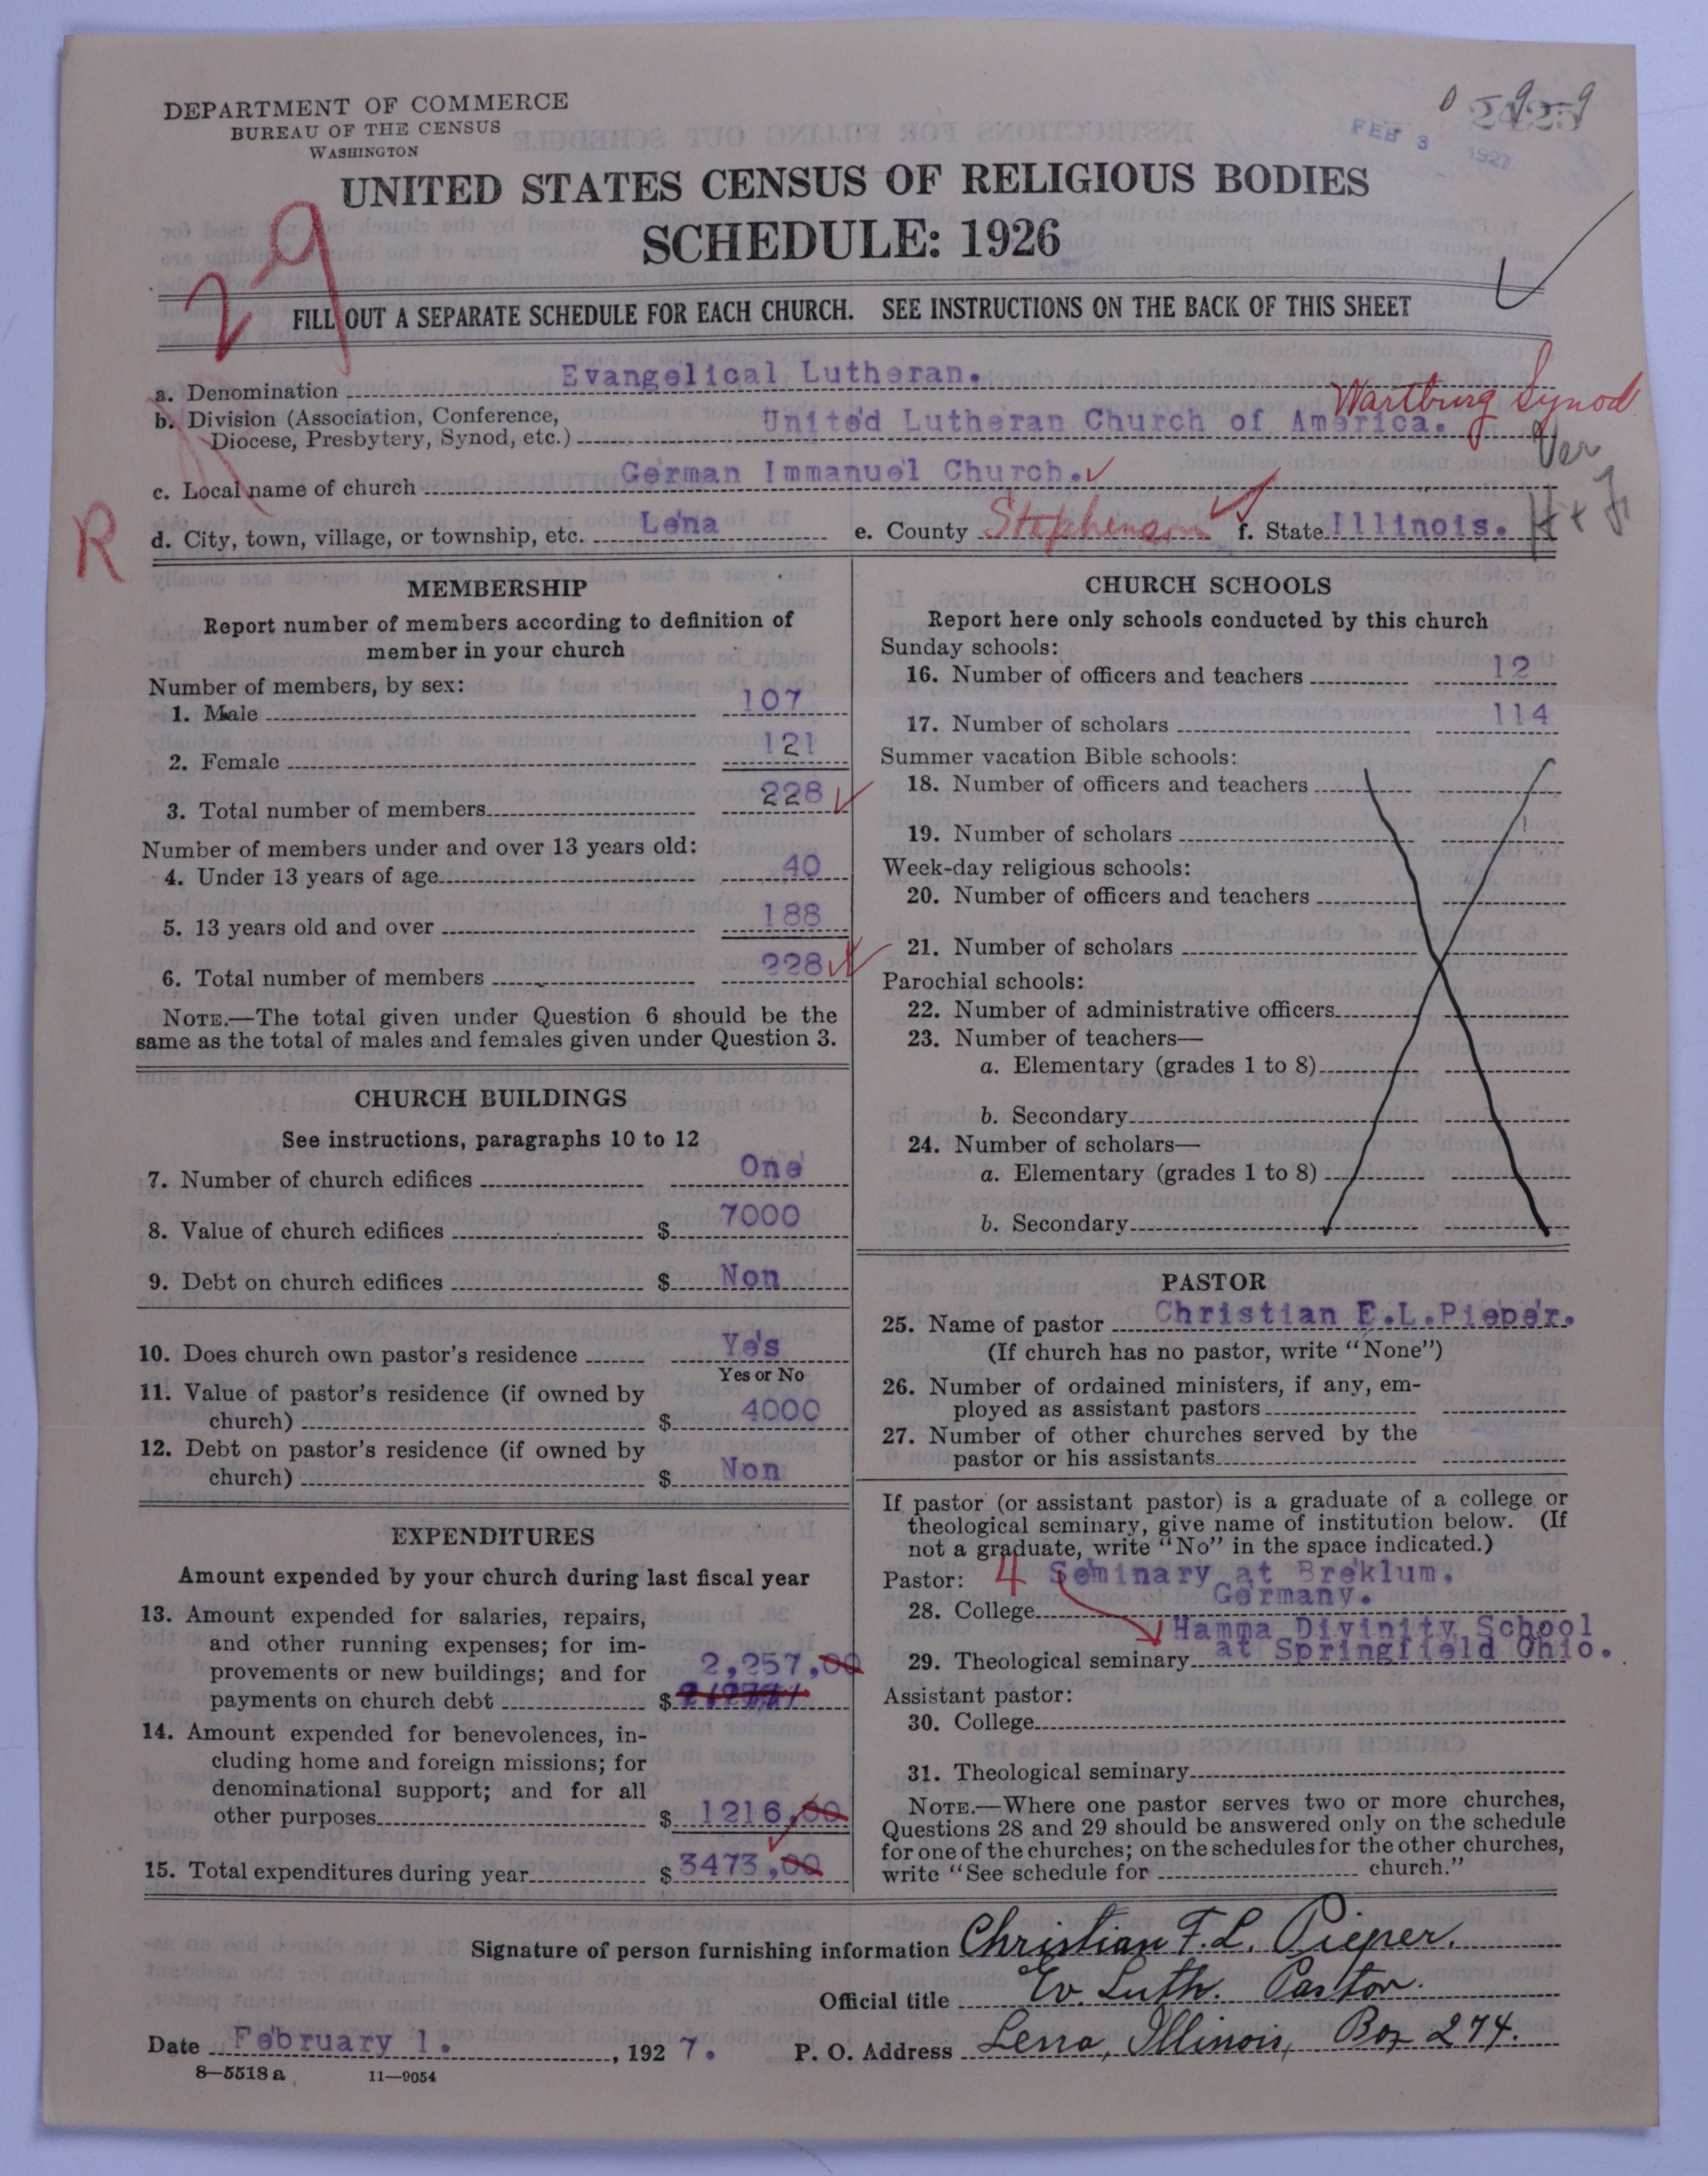 DEPARTMENT OF COMMERCE
BUREAU OF THE CENSUS
WASHINGTON
FEB 3 1927
UNITED STATES CENSUS OF RELIGIOUS BODIES
SCHEDULE: 1926
29
FILL OUT A SEPARATE SCHEDULE FOR EACH CHURCH. SEE INSTRUCTIONS ON THE BACK OF THIS SHEET
a. Denomination Evangelical Lutheran.
Wartburg Synod
b. Division (Association, Conference,
Diocese, Presbytery, Synod, etc.) United Lutheran Church of America.
Ver
c. Local name of church German Immanuel Church.
R
d. City, town, village, or township, etc. Lena e. County Stephenson f. State Illinois.
MEMBERSHIP
Report number of members according to definition of
member in your church
Number of members, by sex:
1. Male 107
2. Female 121
3. Total number of members 228
Number of members under and over 13 years old:
4. Under 13 years of age 40
5. 13 years old and over 188
6. Total number of members 228
NOTE.—The total given under Question 6 should be the
same as the total of males and females given under Question 3.
CHURCH BUILDINGS
See instructions, paragraphs 10 to 12
7. Number of church edifices One
8. Value of church edifices $ 7000
9. Debt on church edifices $ Non
10. Does church own pastor's residence Yes
Yes or No
11. Value of pastor's residence (if owned by
church) $ 4000
12. Debt on pastor's residence (if owned by
church) $ Non
EXPENDITURES
Amount expended by your church during last fiscal year
13. Amount expended for salaries, repairs,
and other running expenses; for im-
provements or new buildings; and for 2,257,00
payments on church debt $
14. Amount expended for benevolences, in-
cluding home and foreign missions; for
denominational support; and for all
other purposes $ 1216,00
15. Total expenditures during year $ 3473,00
CHURCH SCHOOLS
Report here only schools conducted by this church
Sunday schools:
16. Number of officers and teachers 12
17. Number of scholars 114
Summer vacation Bible schools:
18. Number of officers and teachers
19. Number of scholars
Week-day religious schools:
20. Number of officers and teachers
21. Number of scholars
Parochial schools:
22. Number of administrative officers
23. Number of teachers—
a. Elementary (grades 1 to 8)
b. Secondary
24. Number of scholars—
a. Elementary (grades 1 to 8)
b. Secondary
PASTOR
25. Name of pastor Christian F.L.Pieper.
(If church has no pastor, write "None")
26. Number of ordained ministers, if any, em-
ployed as assistant pastors
27. Number of other churches served by the
pastor or his assistants
If pastor (or assistant pastor) is a graduate of a college or
theological seminary, give name of institution below. (If
not a graduate, write "No" in the space indicated.)
Pastor: 4 Seminary at Breklum.
Germany.
28. College
Hamma Divinity School
29. Theological seminary at Springfield Ohio.
Assistant pastor:
30. College
31. Theological seminary
NOTE.—Where one pastor serves two or more churches,
Questions 28 and 29 should be answered only on the schedule
for one of the churches; on the schedules for the other churches,
write "See schedule for church."
Signature of person furnishing information Christian F.L. Pieper.
Official title Ev. Luth. Pastor.
Date February 1. , 192 7. P. O. Address Lena, Illinois, Box 274.
8—5518 a 11—9054